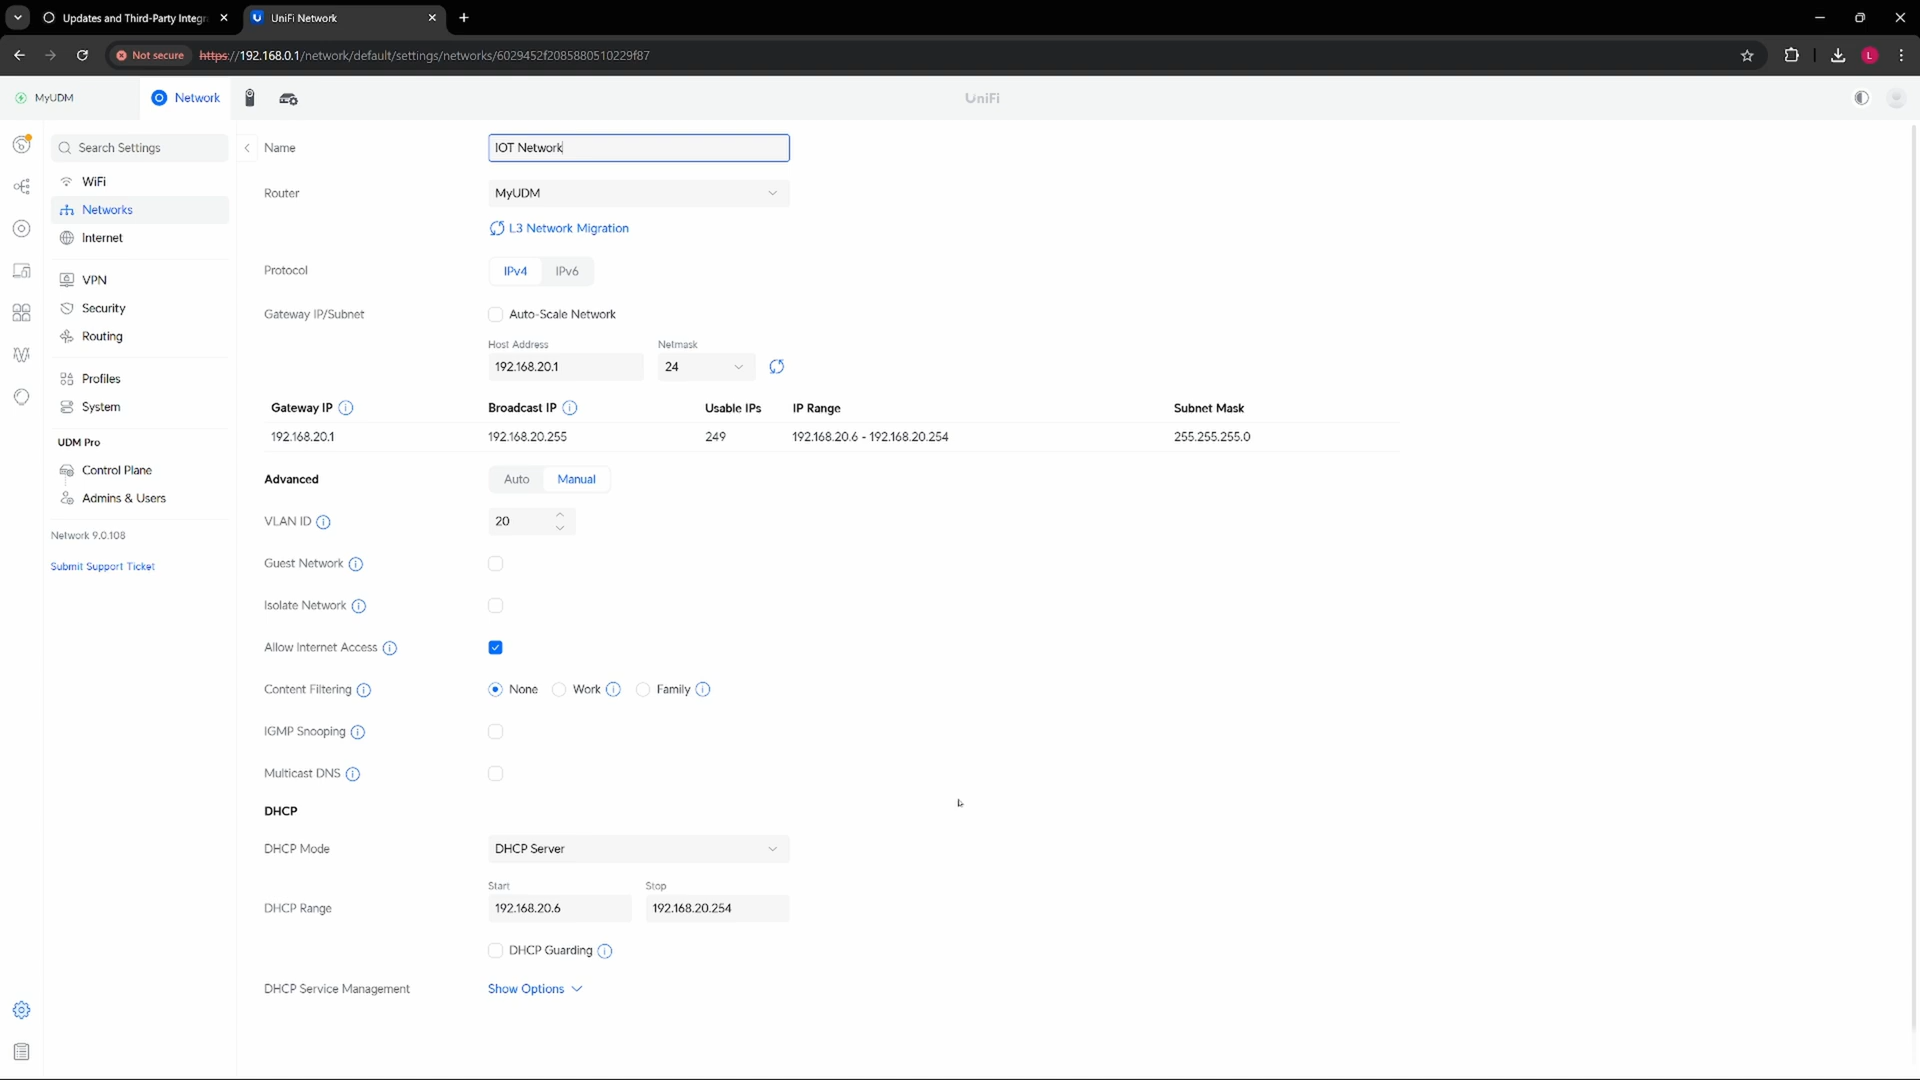 Updates and Third-Party Integr
UniFi Network
Not secure
https://192.168.0.1/network/default/settings/networks/6029452f2085880510229f87
L
MyUDM
Network
UniFi
Search Settings
WiFi
Networks
Internet
VPN
Security
Routing
Profiles
System
UDM Pro
Control Plane
Admins & Users
Network 9.0.108
Submit Support Ticket
Name
IOT Network
Router
MyUDM
L3 Network Migration
Protocol
IPv4
IPv6
Gateway IP/Subnet
Auto-Scale Network
Host Address
Netmask
192.168.20.1
24
Gateway IP
Broadcast IP
Usable IPs
IP Range
Subnet Mask
192.168.20.1
192.168.20.255
249
192.168.20.6 - 192.168.20.254
255.255.255.0
Advanced
Auto
Manual
VLAN ID
20
Guest Network
Isolate Network
Allow Internet Access
Content Filtering
None
Work
Family
IGMP Snooping
Multicast DNS
DHCP
DHCP Mode
DHCP Server
Start
Stop
DHCP Range
192.168.20.6
192.168.20.254
DHCP Guarding
DHCP Service Management
Show Options